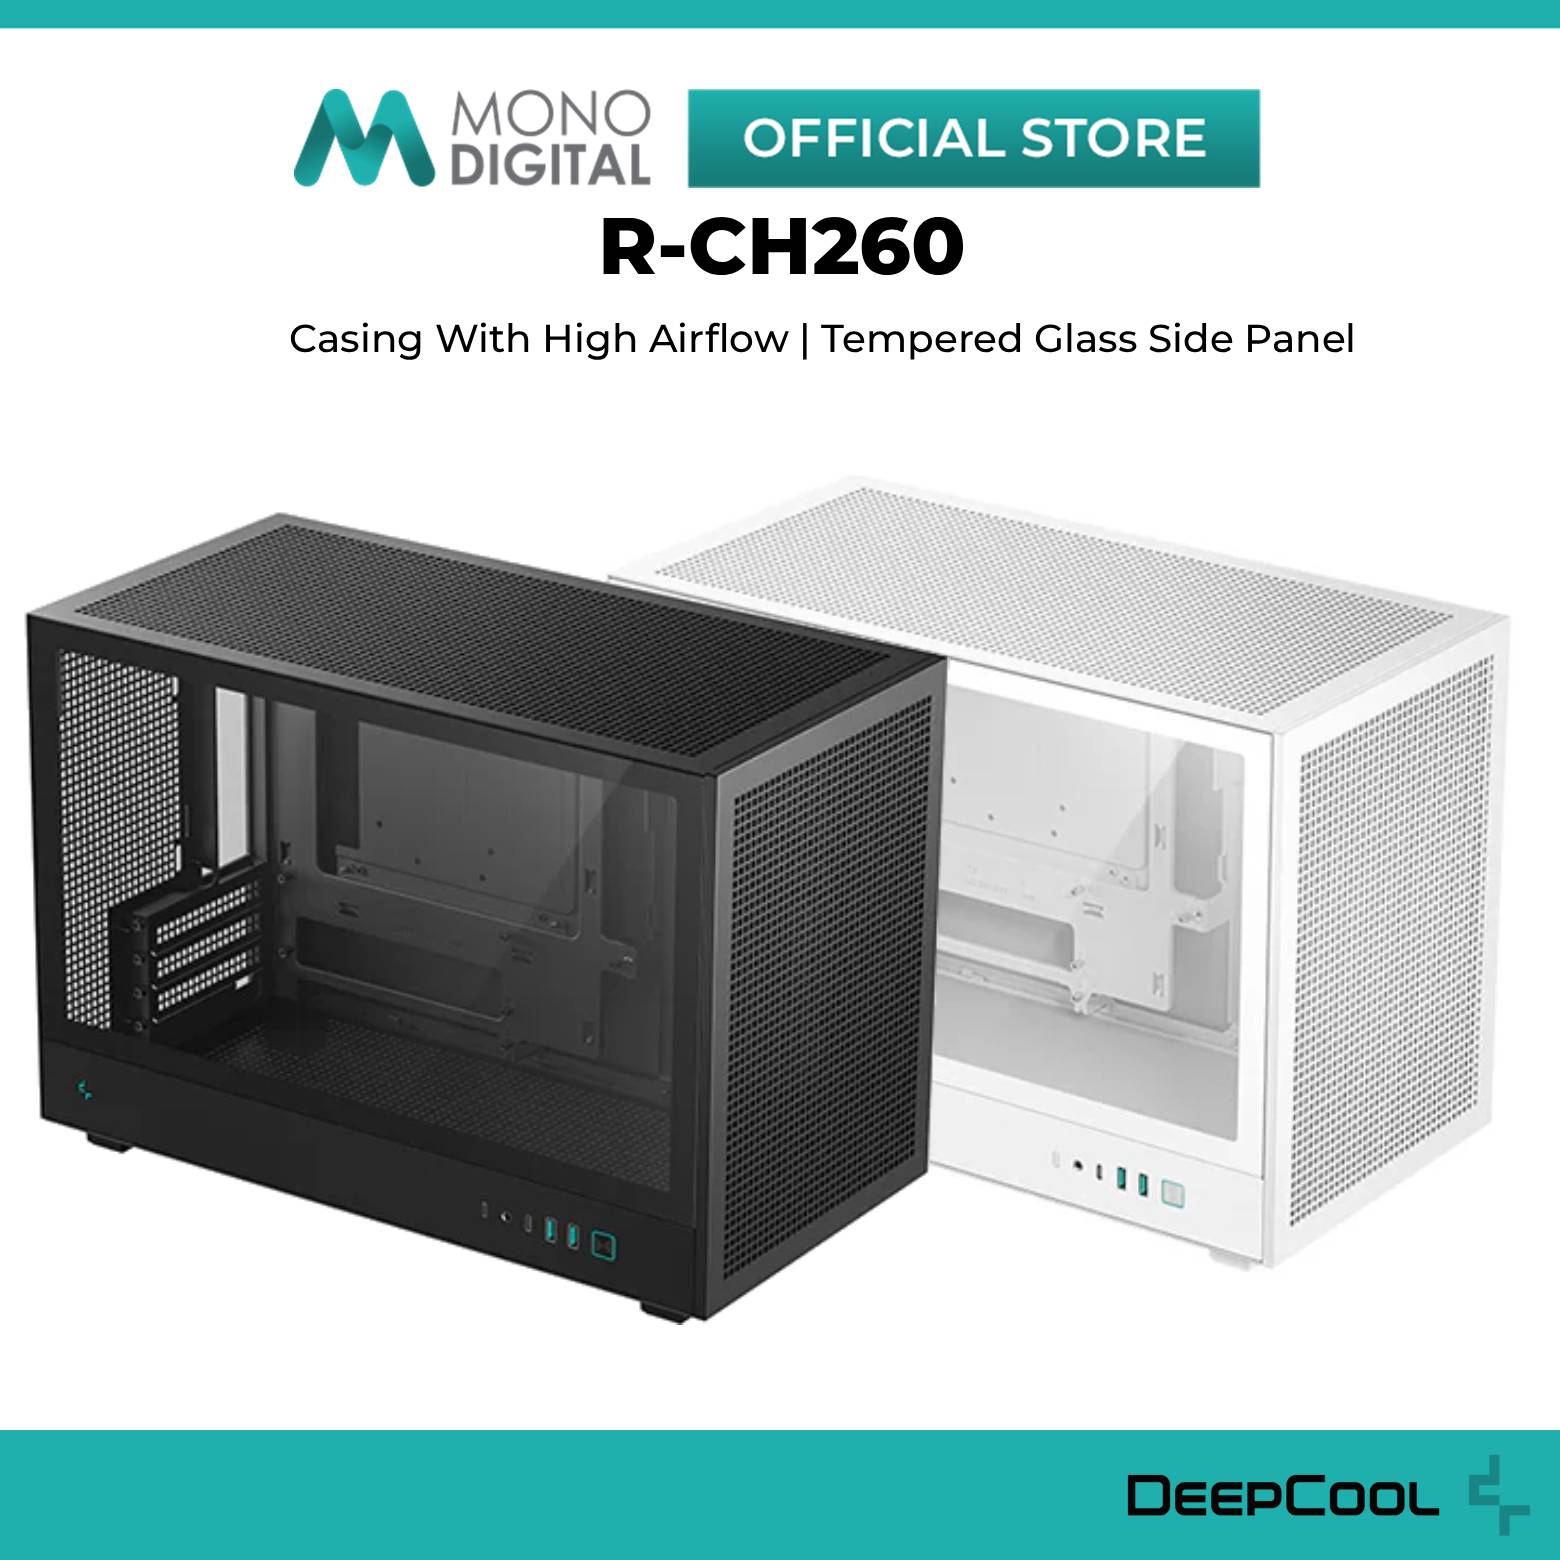 MONO
DIGITAL
OFFICIAL STORE
R-CH260
Casing With High Airflow | Tempered Glass Side Panel
DEEPCOOL